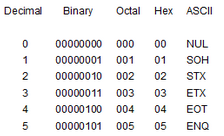 Decimal Binary Octal Hex ASCII
0 00000000 000 00 NUL
1 00000001 001 01 SOH
2 00000010 002 02 STX
3 00000011 003 03 ETX
4 00000100 004 04 EOT
5 00000101 005 05 ENQ